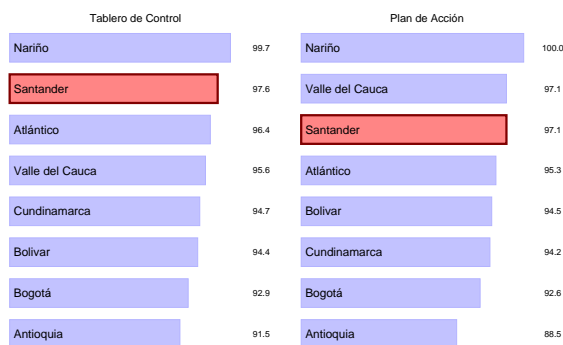 Tablero de Control
Nariño 99.7
Santander 97.6
Atlántico 96.4
Valle del Cauca 95.6
Cundinamarca 94.7
Bolivar 94.4
Bogotá 92.9
Antioquia 91.5
Plan de Acción
Nariño 100.0
Valle del Cauca 97.1
Santander 97.1
Atlántico 95.3
Bolivar 94.5
Cundinamarca 94.2
Bogotá 92.6
Antioquia 88.5